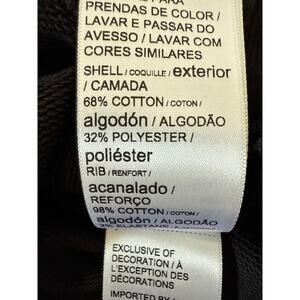 PRENDAS DE COLOR /
LAVAR E PASSAR DO
AVESSO / LAVAR COM
CORES SIMILARES
SHELL / COQUILLE / exterior
/ CAMADA
68% COTTON / COTON /
algodón / ALGODÃO
32% POLYESTER /
poliéster
RIB / RENFORT /
acanalado /
REFORÇO
98% COTTON / COTON /
algodón / ALGODÃO
2% ELASTANE /
EXCLUSIVE OF
DECORATION / À
L'EXCEPTION DES
DÉCORATIONS
IMPORTED BY /